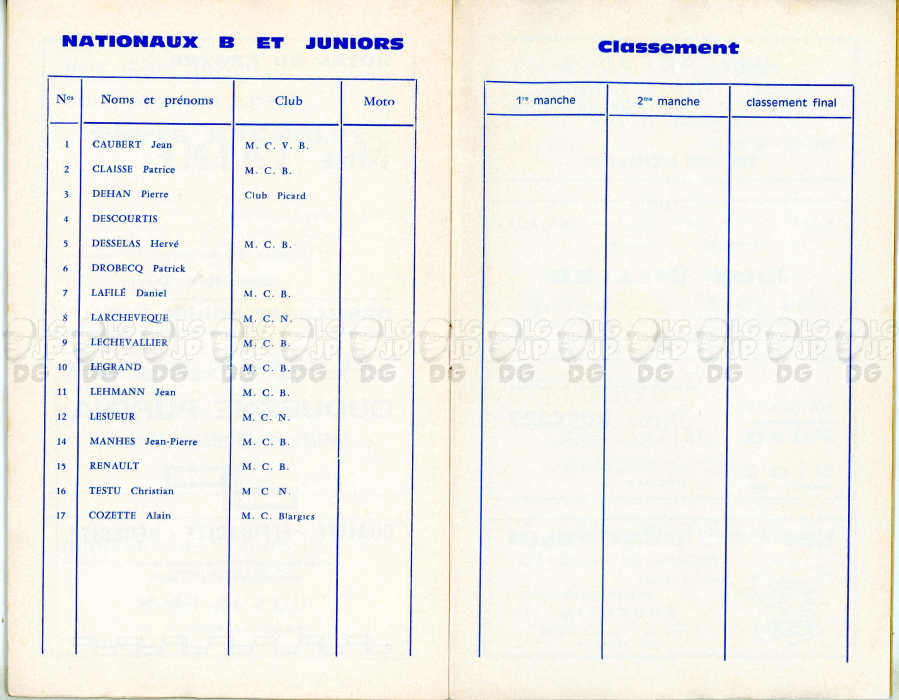 NATIONAUX B ET JUNIORS
Nos Noms et prénoms Club Moto
1 CAUBERT Jean M. C. V. B.
2 CLAISSE Patrice M. C. B.
3 DEHAN Pierre Club Picard
4 DESCOURTIS
5 DESSELAS Hervé M. C. B.
6 DROBECQ Patrick
7 LAFILÉ Daniel M. C. B.
8 LARCHEVEQUE M. C. N.
9 LECHEVALLIER M. C. B.
10 LEGRAND M. C. B.
11 LEHMANN Jean M. C. B.
12 LESUEUR M. C. N.
14 MANHES Jean-Pierre M. C. B.
15 RENAULT M. C. B.
16 TESTU Christian M C N.
17 COZETTE Alain M. C. Blargies
Classement
1re manche 2me manche classement final